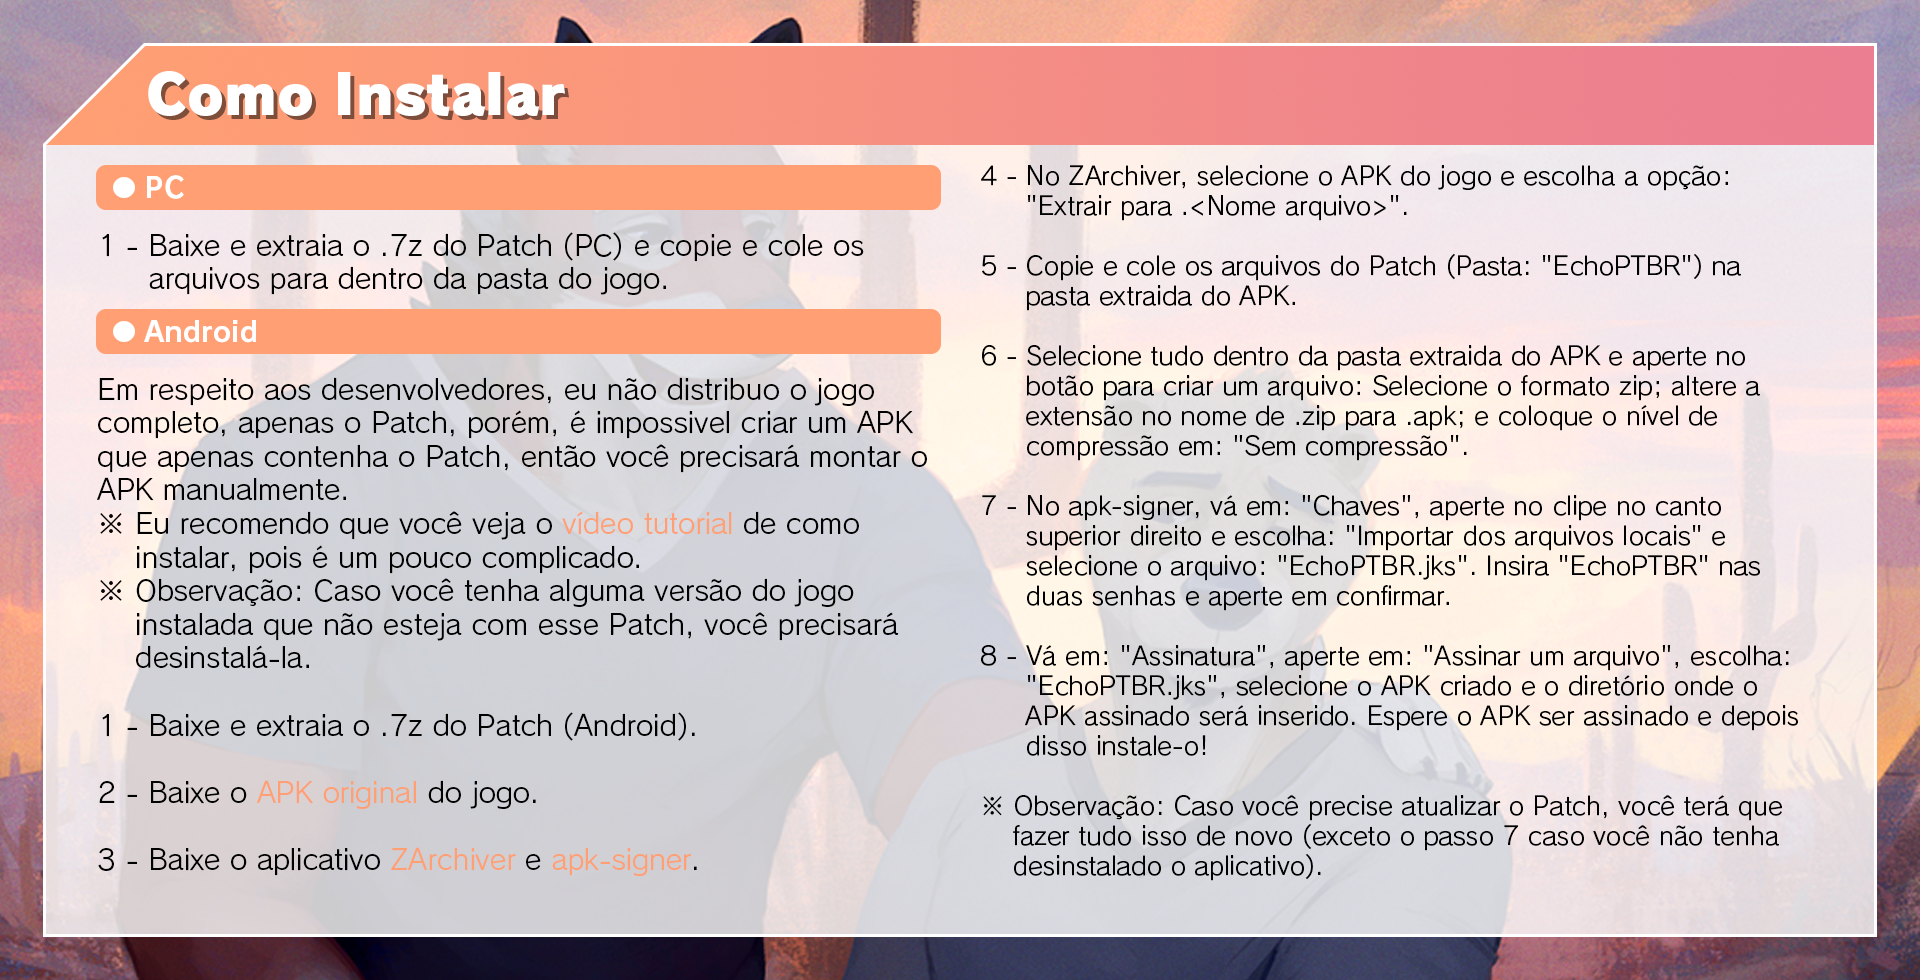 Como Instalar
● PC
1 - Baixe e extraia o .7z do Patch (PC) e copie e cole os
arquivos para dentro da pasta do jogo.
● Android
Em respeito aos desenvolvedores, eu não distribuo o jogo
completo, apenas o Patch, porém, é impossivel criar um APK
que apenas contenha o Patch, então você precisará montar o
APK manualmente.
※ Eu recomendo que você veja o vídeo tutorial de como
instalar, pois é um pouco complicado.
※ Observação: Caso você tenha alguma versão do jogo
instalada que não esteja com esse Patch, você precisará
desinstalá-la.
1 - Baixe e extraia o .7z do Patch (Android).
2 - Baixe o APK original do jogo.
3 - Baixe o aplicativo ZArchiver e apk-signer.
4 - No ZArchiver, selecione o APK do jogo e escolha a opção:
"Extrair para .<Nome arquivo>".
5 - Copie e cole os arquivos do Patch (Pasta: "EchoPTBR") na
pasta extraida do APK.
6 - Selecione tudo dentro da pasta extraida do APK e aperte no
botão para criar um arquivo: Selecione o formato zip; altere a
extensão no nome de .zip para .apk; e coloque o nível de
compressão em: "Sem compressão".
7 - No apk-signer, vá em: "Chaves", aperte no clipe no canto
superior direito e escolha: "Importar dos arquivos locais" e
selecione o arquivo: "EchoPTBR.jks". Insira "EchoPTBR" nas
duas senhas e aperte em confirmar.
8 - Vá em: "Assinatura", aperte em: "Assinar um arquivo", escolha:
"EchoPTBR.jks", selecione o APK criado e o diretório onde o
APK assinado será inserido. Espere o APK ser assinado e depois
disso instale-o!
※ Observação: Caso você precise atualizar o Patch, você terá que
fazer tudo isso de novo (exceto o passo 7 caso você não tenha
desinstalado o aplicativo).